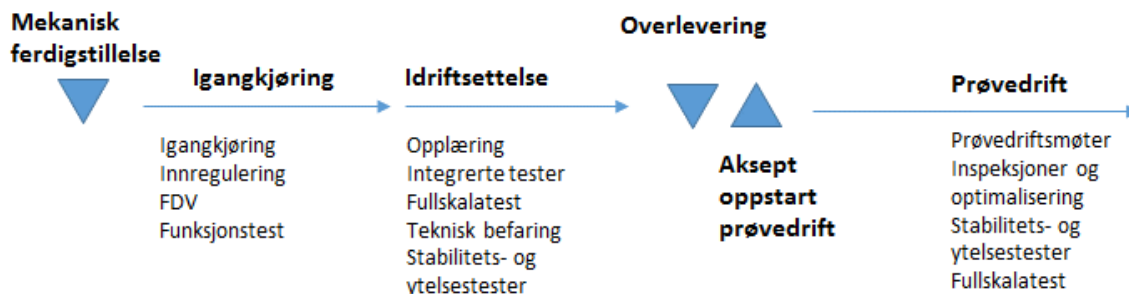 Mekanisk
ferdigstillelse
Igangkjøring
Igangkjøring
Innregulering
FDV
Funksjonstest
Idriftsettelse
Opplæring
Integrerte tester
Fullskalatest
Teknisk befaring
Stabilitets- og
ytelsestester
Overlevering
Aksept
oppstart
prøvedrift
Prøvedrift
Prøvedriftsmøter
Inspeksjoner og
optimalisering
Stabilitets- og
ytelsestester
Fullskalatest